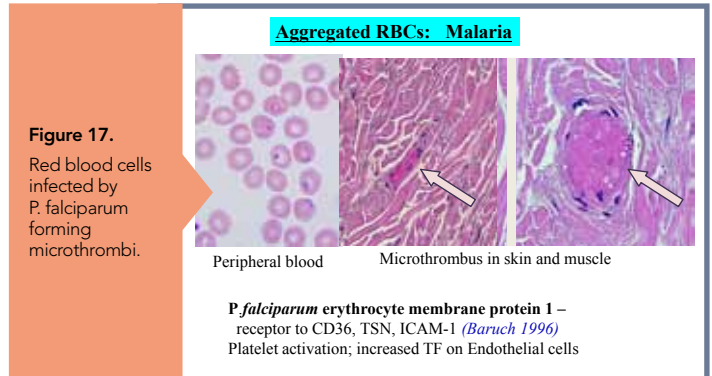 Aggregated RBCs: Malaria
Figure 17.
Red blood cells
infected by
P. falciparum
forming
microthrombi.
Peripheral blood
Microthrombus in skin and muscle
P.falciparum erythrocyte membrane protein 1 –
receptor to CD36, TSN, ICAM-1 (Baruch 1996)
Platelet activation; increased TF on Endothelial cells